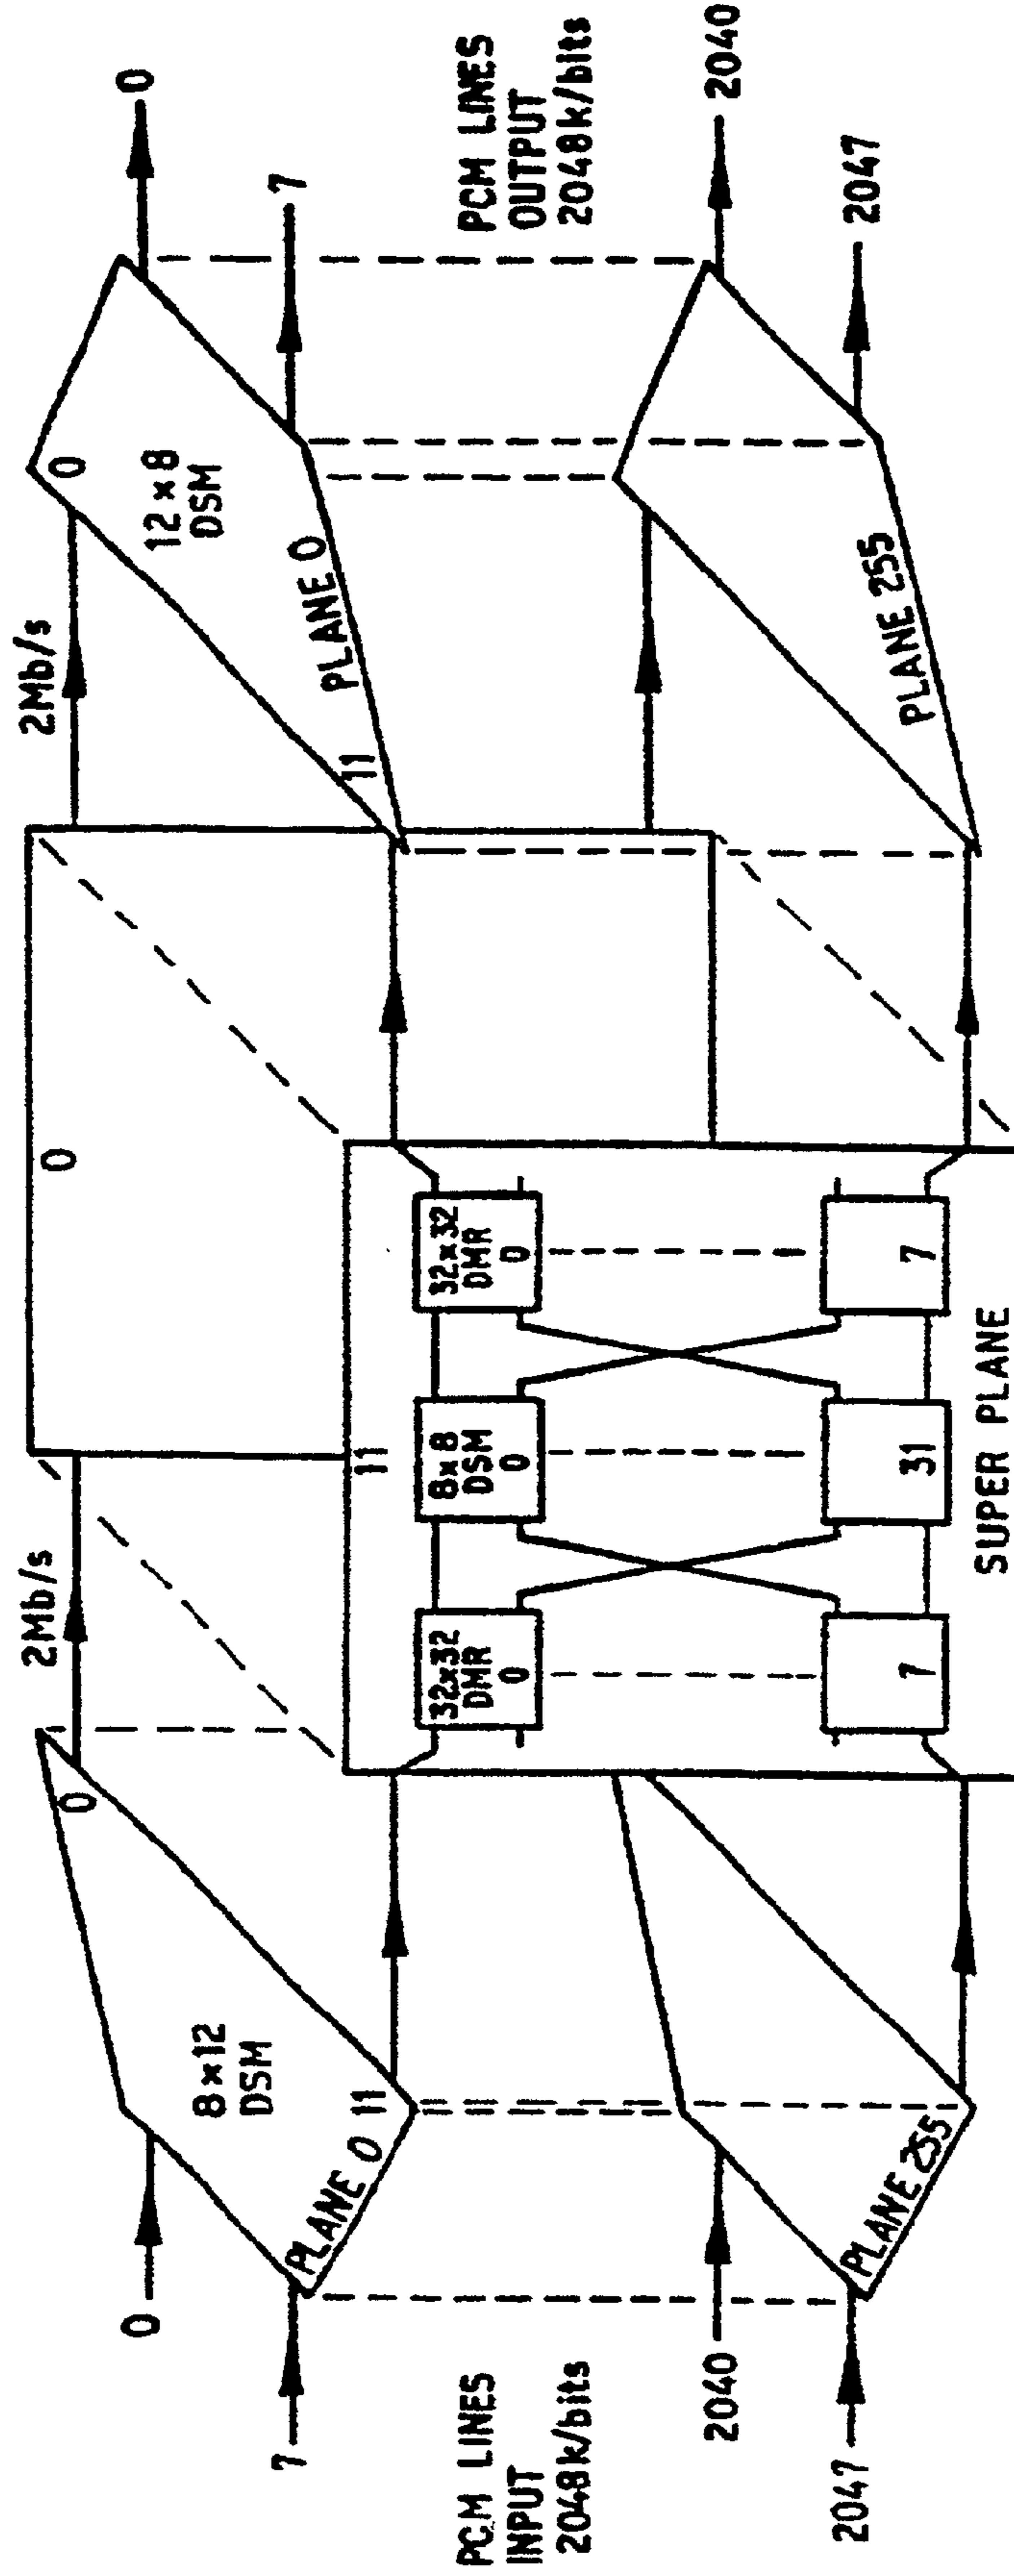 0
7
PCM LINES
INPUT
2048k/bits
2040
2047
8×12
DSM
0
11
PLANE 0
PLANE 255
2Mb/s
0
11
32×32
DMR
0
8×8
DSM
0
32×32
DMR
0
7
31
7
SUPER PLANE
2Mb/s
0
12×8
DSM
11
PLANE 0
PLANE 255
0
7
PCM LINES
OUTPUT
2048k/bits
2040
2047